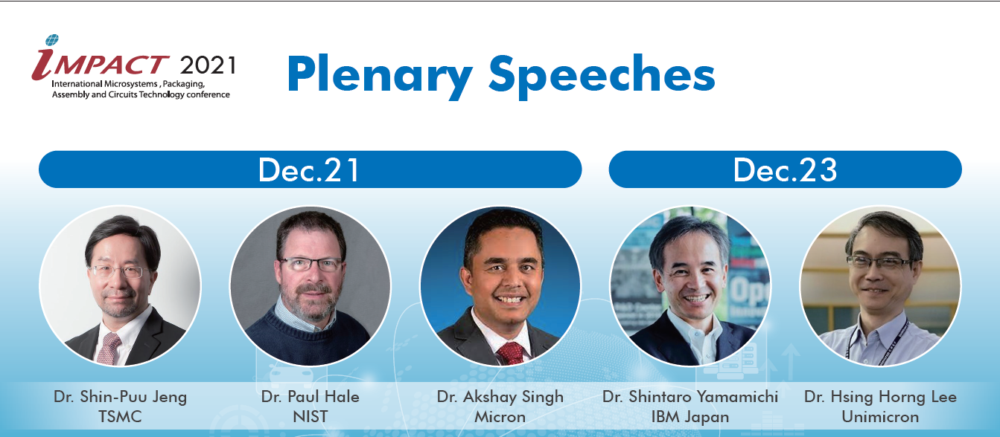 iMPACT 2021
International Microsystems , Packaging,
Assembly and Circuits Technology conference
Plenary Speeches
Dec.21
Dec.23
Dr. Shin-Puu Jeng
TSMC
Dr. Paul Hale
NIST
Dr. Akshay Singh
Micron
Dr. Shintaro Yamamichi
IBM Japan
Dr. Hsing Horng Lee
Unimicron